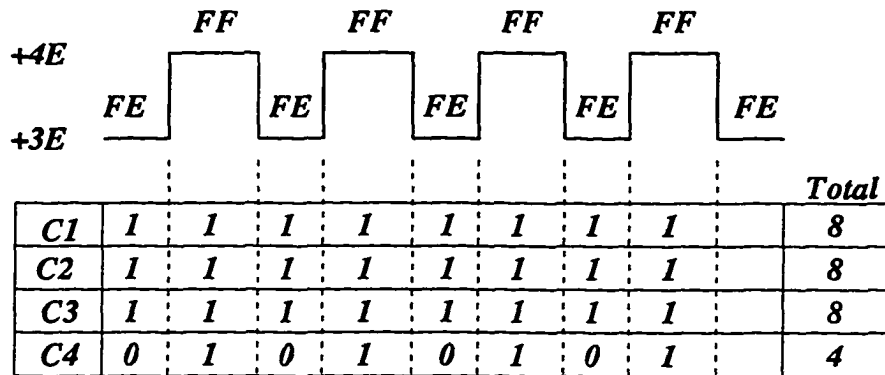 FF FF FF FF
+4E
FE FE FE FE FE
+3E
Total
C1 1 1 1 1 1 1 1 1 8
C2 1 1 1 1 1 1 1 1 8
C3 1 1 1 1 1 1 1 1 8
C4 0 1 0 1 0 1 0 1 4